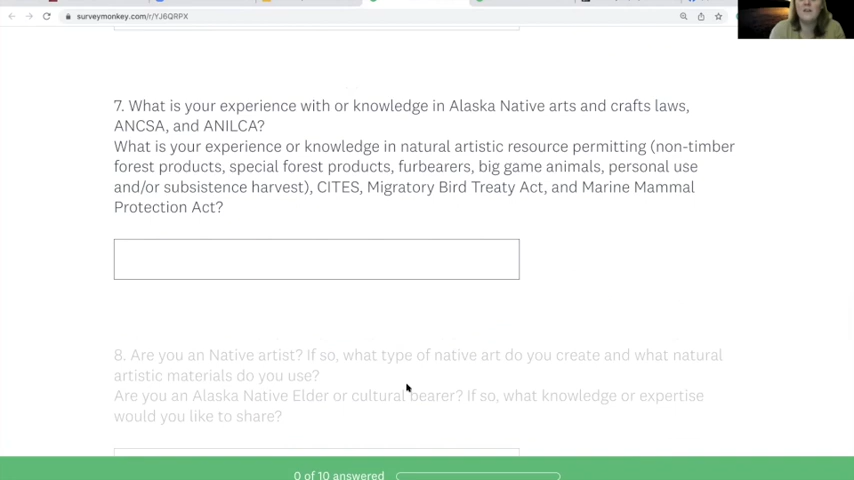 surveymonkey.com/r/YJ6QRPX
7. What is your experience with or knowledge in Alaska Native arts and crafts laws,
ANCSA, and ANILCA?
What is your experience or knowledge in natural artistic resource permitting (non-timber
forest products, special forest products, furbearers, big game animals, personal use
and/or subsistence harvest), CITES, Migratory Bird Treaty Act, and Marine Mammal
Protection Act?
8. Are you an Native artist? If so, what type of native art do you create and what natural
artistic materials do you use?
Are you an Alaska Native Elder or cultural bearer? If so, what knowledge or expertise
would you like to share?
0 of 10 answered